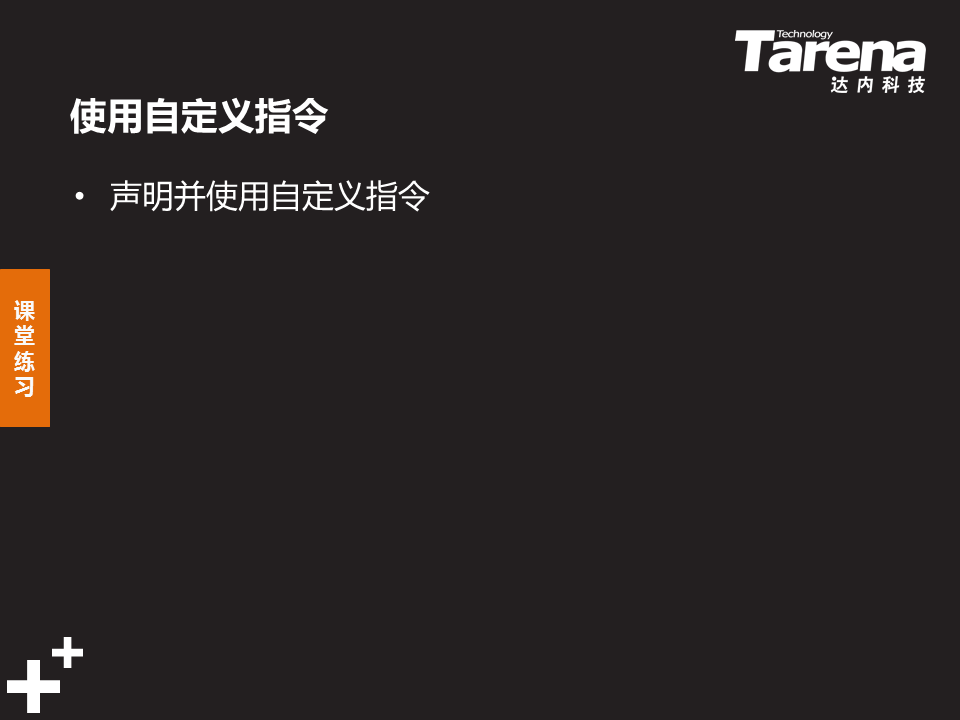 Technology
Tarena
达内科技
使用自定义指令
• 声明并使用自定义指令
课
堂
练
习